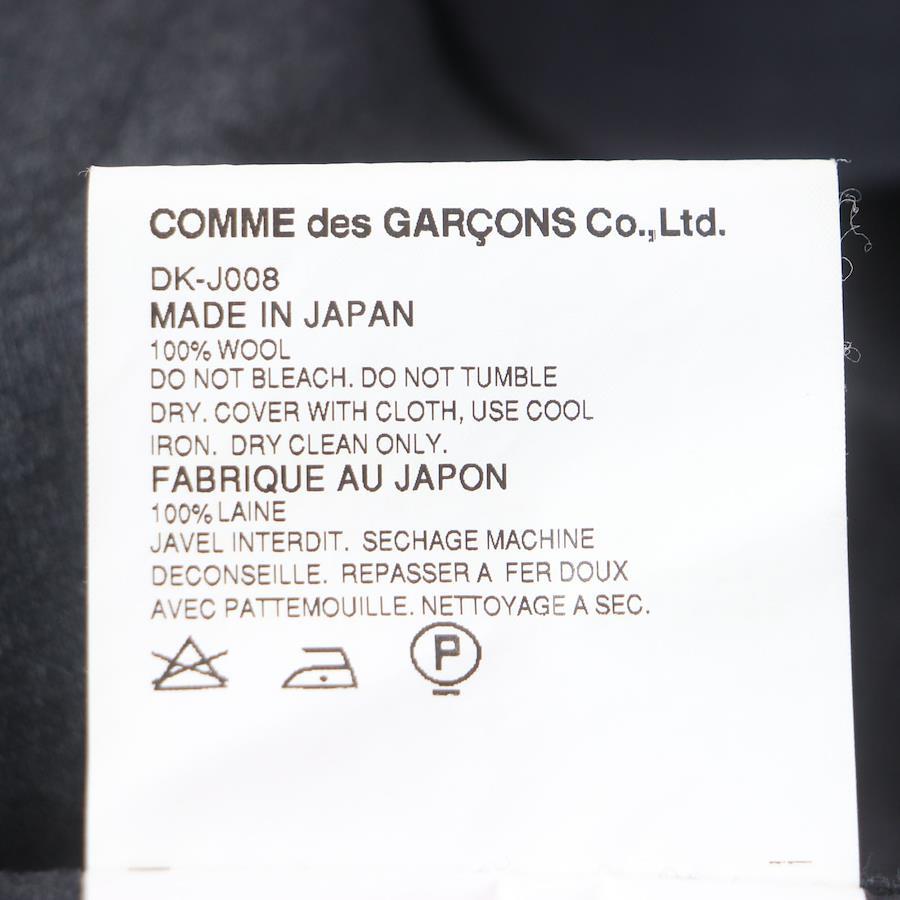 COMME des GARÇONS Co.,Ltd.
DK-J008
MADE IN JAPAN
100% WOOL
DO NOT BLEACH. DO NOT TUMBLE
DRY. COVER WITH CLOTH, USE COOL
IRON. DRY CLEAN ONLY.
FABRIQUE AU JAPON
100% LAINE
JAVEL INTERDIT. SECHAGE MACHINE
DECONSEILLE. REPASSER A FER DOUX
AVEC PATTEMOUILLE. NETTOYAGE A SEC.
P